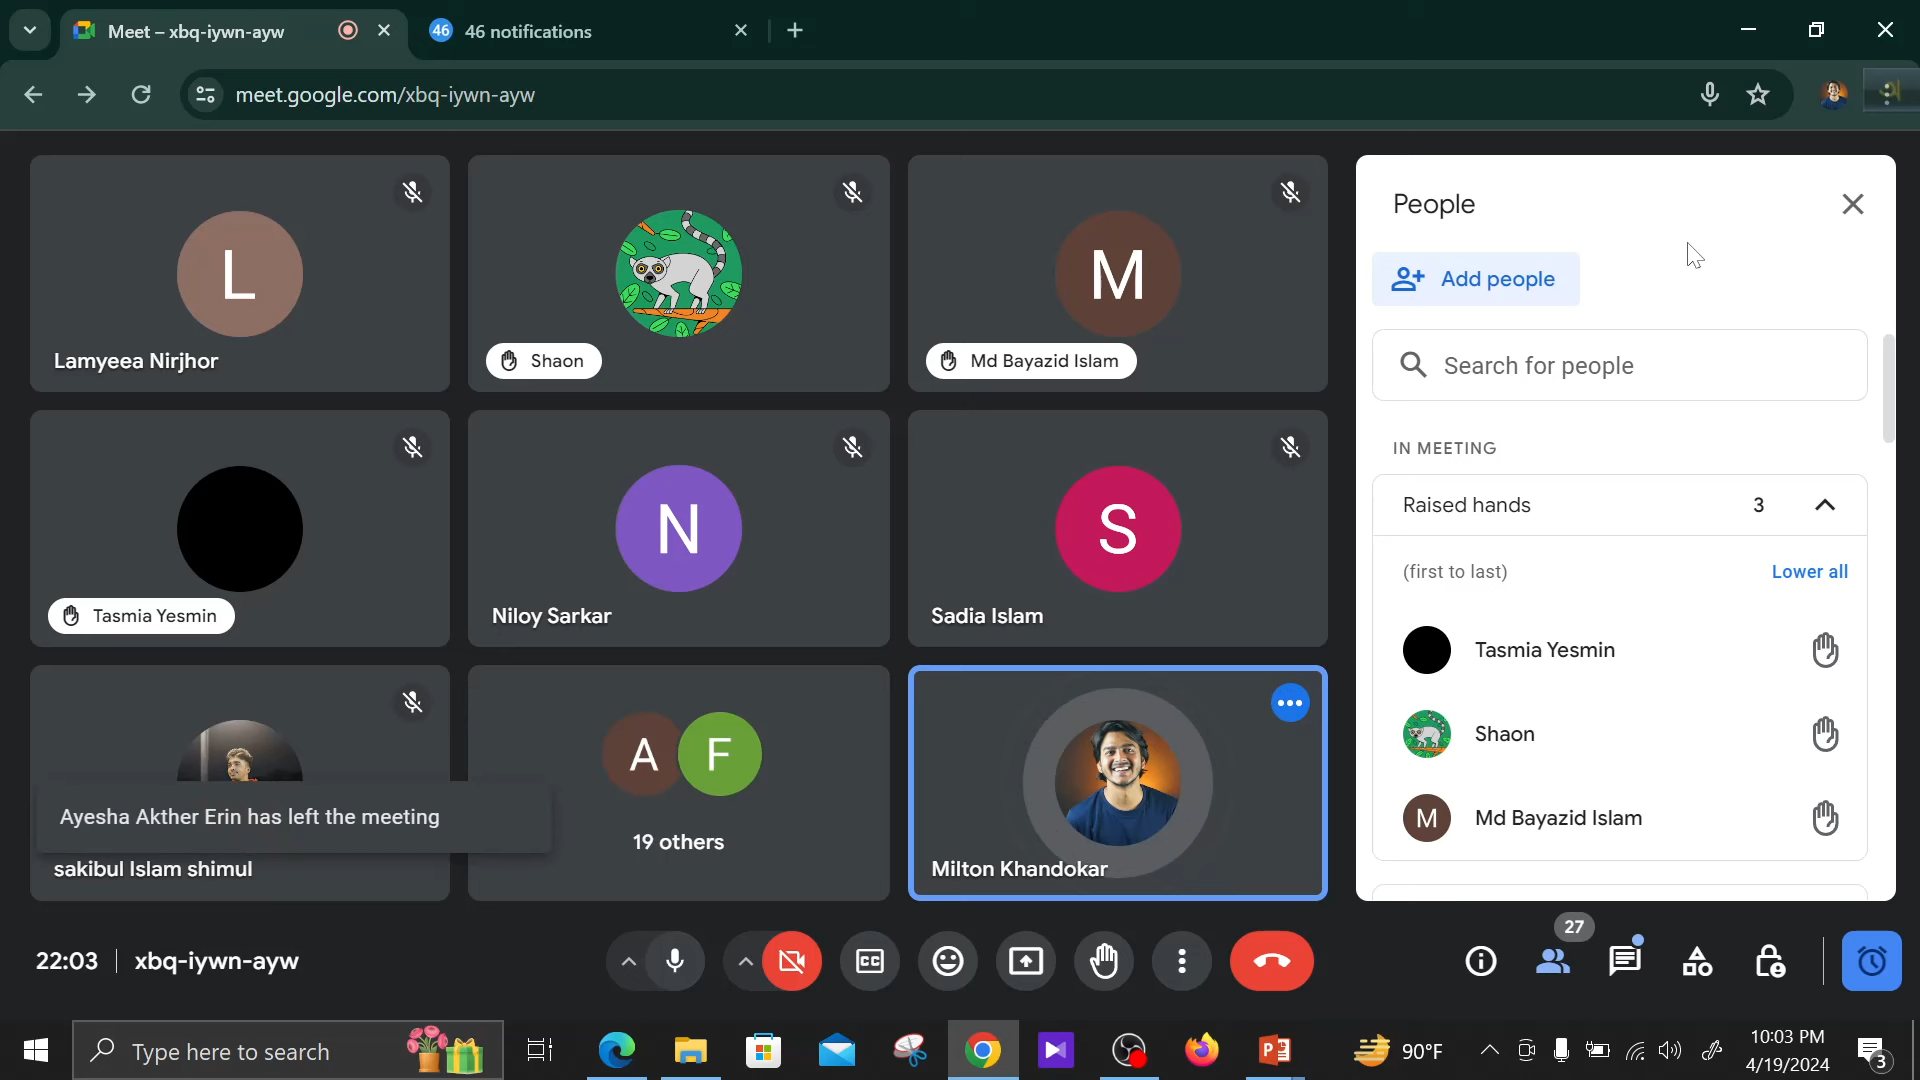 Meet – xbq-iywn-ayw
46
46 notifications
meet.google.com/xbq-iywn-ayw
L
Lamyeea Nirjhor
Shaon
M
Md Bayazid Islam
Tasmia Yesmin
N
Niloy Sarkar
S
Sadia Islam
Ayesha Akther Erin has left the meeting
sakibul Islam shimul
A
F
19 others
Milton Khandokar
People
Add people
Search for people
IN MEETING
Raised hands
3
(first to last)
Lower all
Tasmia Yesmin
Shaon
M
Md Bayazid Islam
22:03
xbq-iywn-ayw
CC
27
Type here to search
90°F
10:03 PM
4/19/2024
3